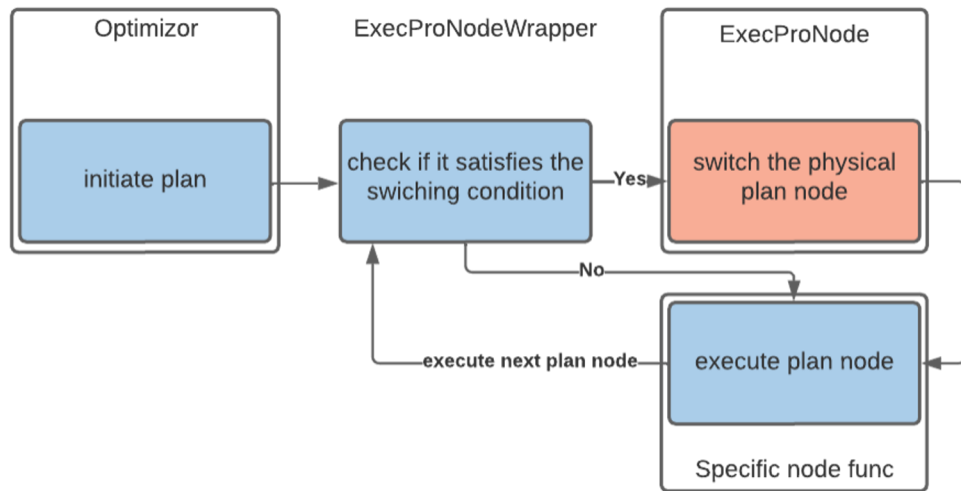 Optimizor
ExecProNodeWrapper
ExecProNode
initiate plan
check if it satisfies the
swiching condition
Yes
switch the physical
plan node
No
execute next plan node
execute plan node
Specific node func